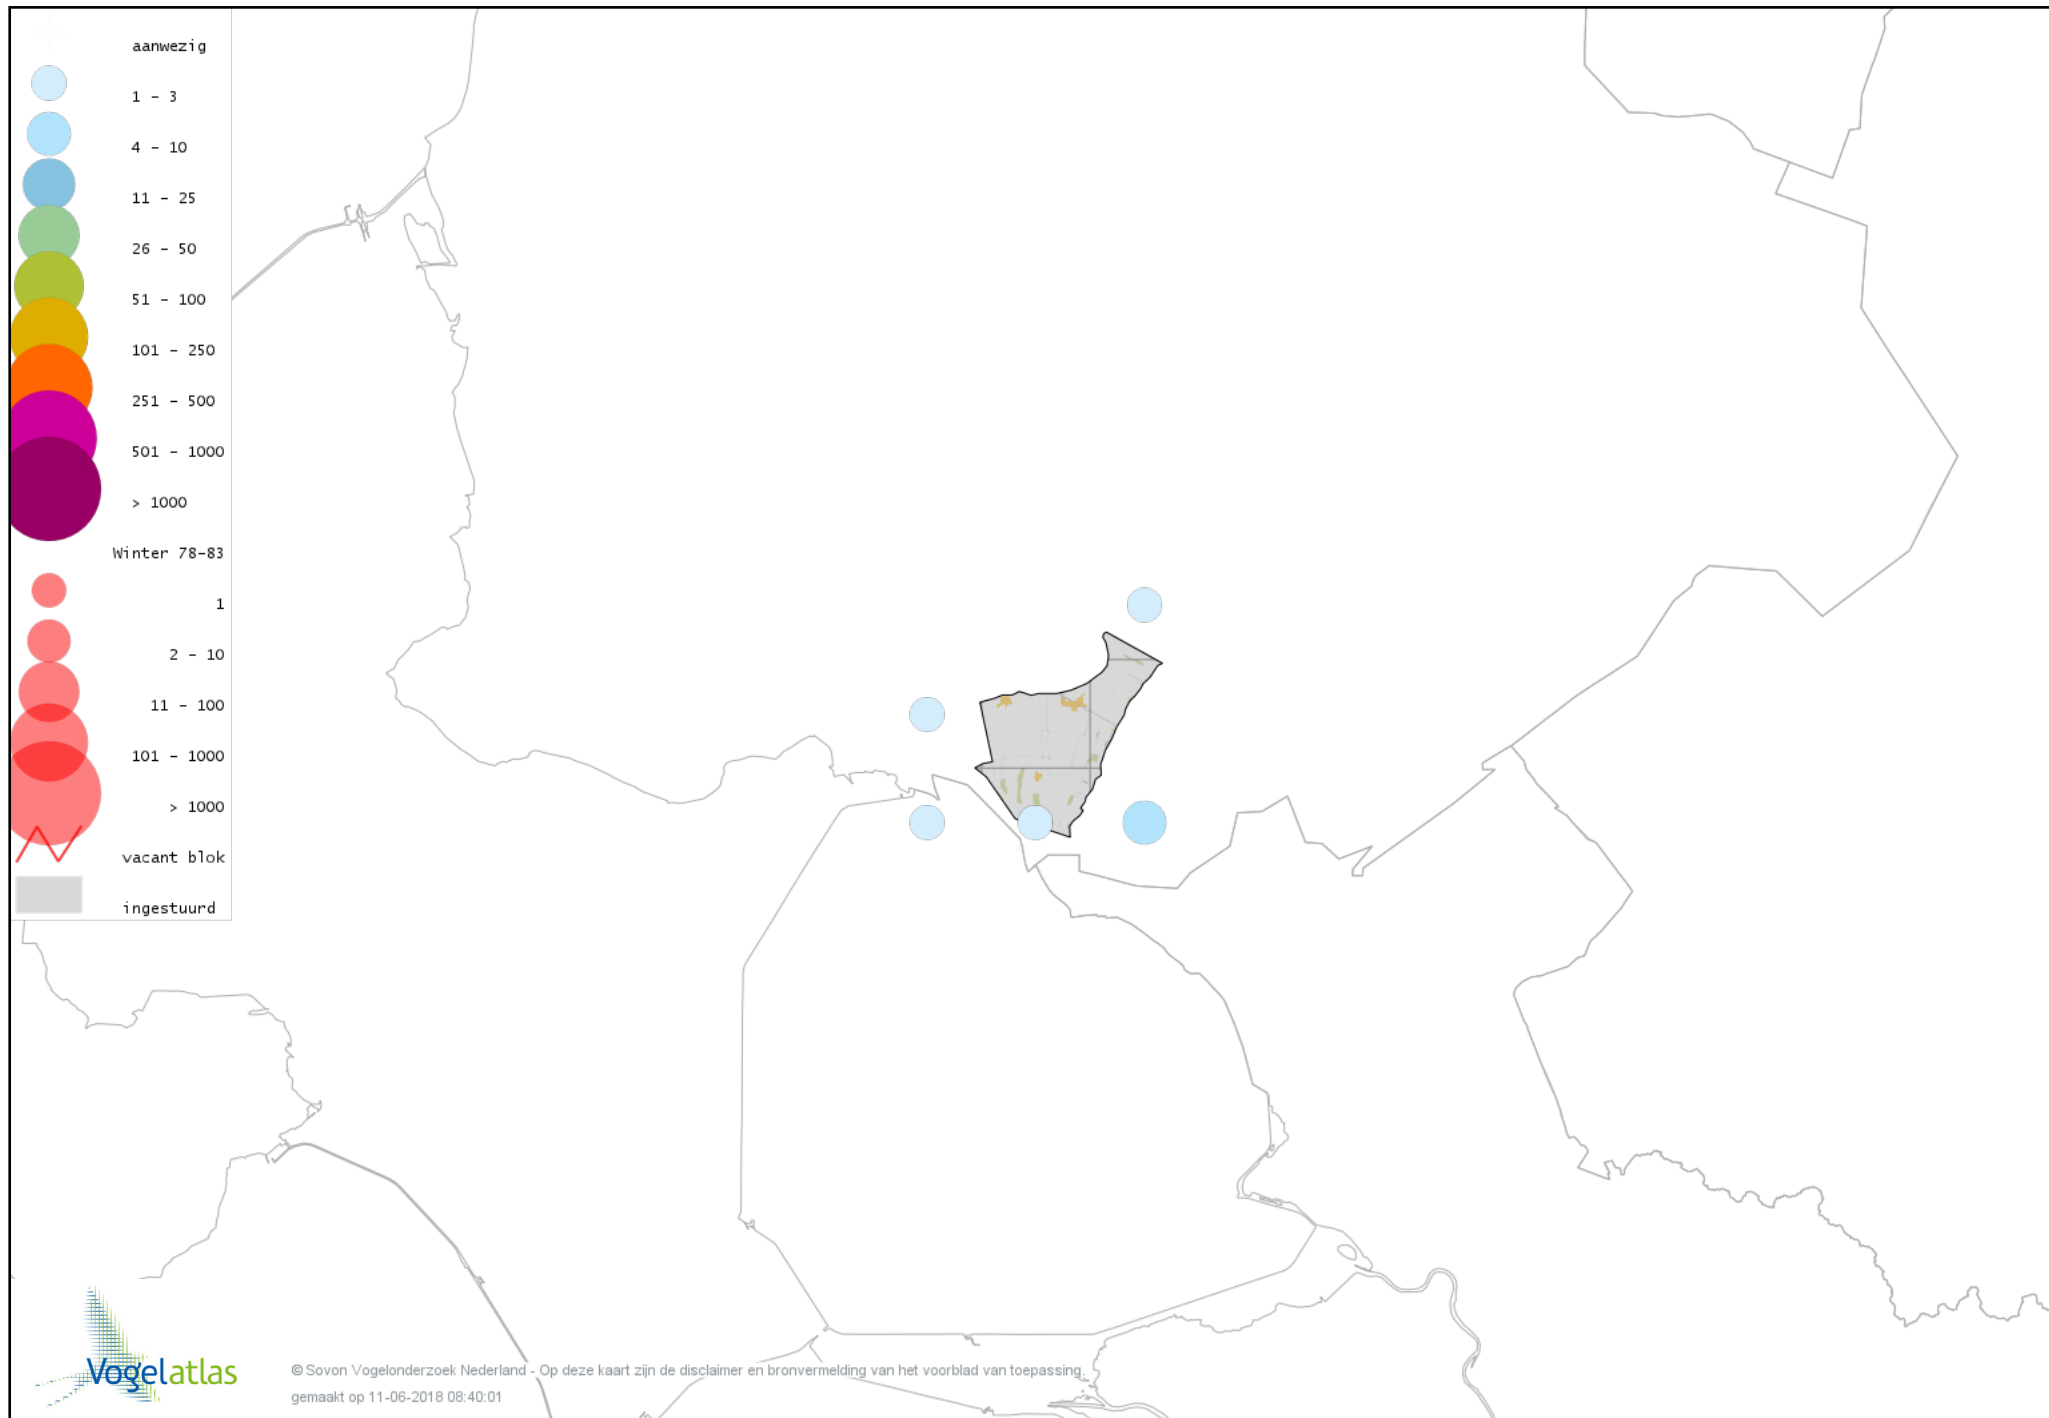 aanwezig
1 - 3
4 - 10
11 - 25
26 - 50
51 - 100
101 - 250
251 - 500
501 - 1000
> 1000
Winter 78-83
1
2 - 10
11 - 100
101 - 1000
> 1000
vacant blok
ingestuurd
Vogelatlas
© Sovon Vogelonderzoek Nederland - Op deze kaart zijn de disclaimer en bronvermelding van het voorblad van toepassing.
gemaakt op 11-06-2018 08:40:01